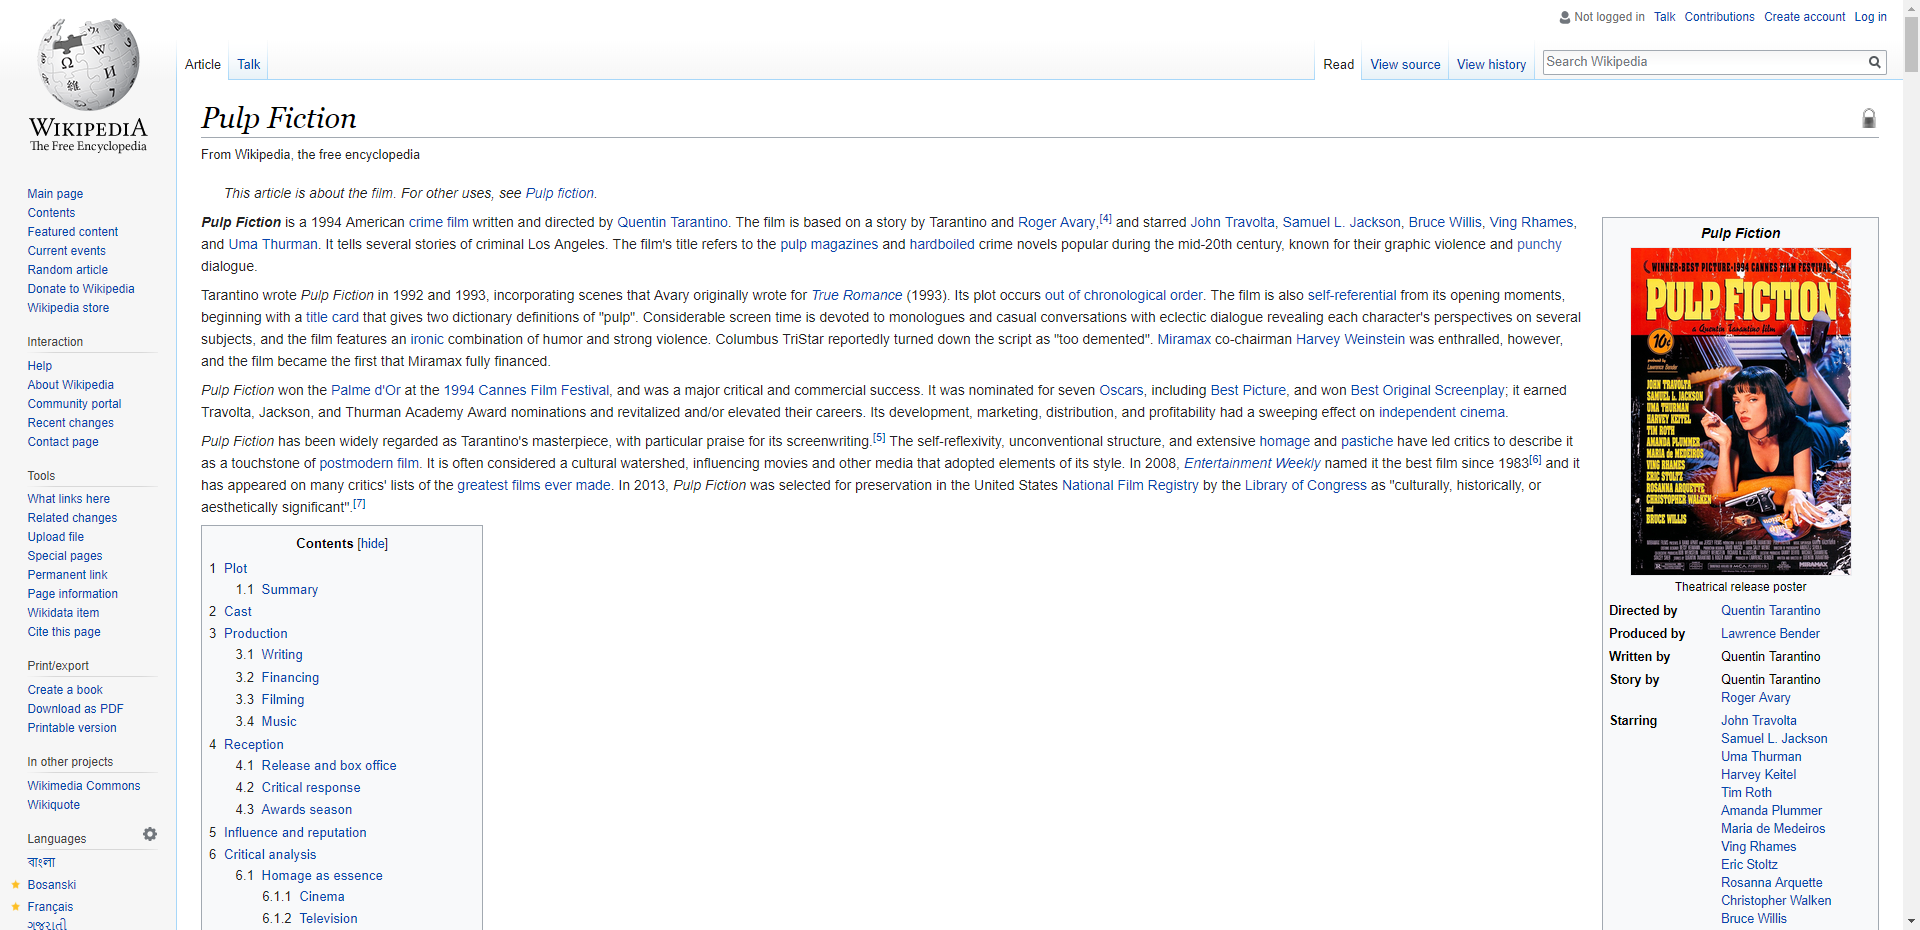 Not logged in Talk Contributions Create account Log in
Article Talk
Read View source View history Search Wikipedia
WIKIPEDIA
The Free Encyclopedia
Main page
Contents
Featured content
Current events
Random article
Donate to Wikipedia
Wikipedia store
Interaction
Help
About Wikipedia
Community portal
Recent changes
Contact page
Tools
What links here
Related changes
Upload file
Special pages
Permanent link
Page information
Wikidata item
Cite this page
Print/export
Create a book
Download as PDF
Printable version
In other projects
Wikimedia Commons
Wikiquote
Languages
বাংলা
Bosanski
Français
ગુજરાતી
Pulp Fiction
From Wikipedia, the free encyclopedia
This article is about the film. For other uses, see Pulp fiction.
Pulp Fiction is a 1994 American crime film written and directed by Quentin Tarantino. The film is based on a story by Tarantino and Roger Avary,[4] and starred John Travolta, Samuel L. Jackson, Bruce Willis, Ving Rhames,
and Uma Thurman. It tells several stories of criminal Los Angeles. The film's title refers to the pulp magazines and hardboiled crime novels popular during the mid-20th century, known for their graphic violence and punchy
dialogue.
Tarantino wrote Pulp Fiction in 1992 and 1993, incorporating scenes that Avary originally wrote for True Romance (1993). Its plot occurs out of chronological order. The film is also self-referential from its opening moments,
beginning with a title card that gives two dictionary definitions of "pulp". Considerable screen time is devoted to monologues and casual conversations with eclectic dialogue revealing each character's perspectives on several
subjects, and the film features an ironic combination of humor and strong violence. Columbus TriStar reportedly turned down the script as "too demented". Miramax co-chairman Harvey Weinstein was enthralled, however,
and the film became the first that Miramax fully financed.
Pulp Fiction won the Palme d'Or at the 1994 Cannes Film Festival, and was a major critical and commercial success. It was nominated for seven Oscars, including Best Picture, and won Best Original Screenplay; it earned
Travolta, Jackson, and Thurman Academy Award nominations and revitalized and/or elevated their careers. Its development, marketing, distribution, and profitability had a sweeping effect on independent cinema.
Pulp Fiction has been widely regarded as Tarantino's masterpiece, with particular praise for its screenwriting.[5] The self-reflexivity, unconventional structure, and extensive homage and pastiche have led critics to describe it
as a touchstone of postmodern film. It is often considered a cultural watershed, influencing movies and other media that adopted elements of its style. In 2008, Entertainment Weekly named it the best film since 1983[6] and it
has appeared on many critics' lists of the greatest films ever made. In 2013, Pulp Fiction was selected for preservation in the United States National Film Registry by the Library of Congress as "culturally, historically, or
aesthetically significant".[7]
Contents [hide]
1 Plot
1.1 Summary
2 Cast
3 Production
3.1 Writing
3.2 Financing
3.3 Filming
3.4 Music
4 Reception
4.1 Release and box office
4.2 Critical response
4.3 Awards season
5 Influence and reputation
6 Critical analysis
6.1 Homage as essence
6.1.1 Cinema
6.1.2 Television
Pulp Fiction
WINNER-BEST PICTURE-1994 CANNES FILM FESTIVAL
PULP FICTION
a Quentin Tarantino film
10¢
produced by
Lawrence Bender
JOHN TRAVOLTA
SAMUEL L. JACKSON
UMA THURMAN
HARVEY KEITEL
TIM ROTH
AMANDA PLUMMER
MARIA de MEDEIROS
VING RHAMES
ERIC STOLTZ
ROSANNA ARQUETTE
CHRISTOPHER WALKEN
and
BRUCE WILLIS
MIRAMAX
Theatrical release poster
Directed by Quentin Tarantino
Produced by Lawrence Bender
Written by Quentin Tarantino
Story by Quentin Tarantino
Roger Avary
Starring John Travolta
Samuel L. Jackson
Uma Thurman
Harvey Keitel
Tim Roth
Amanda Plummer
Maria de Medeiros
Ving Rhames
Eric Stoltz
Rosanna Arquette
Christopher Walken
Bruce Willis